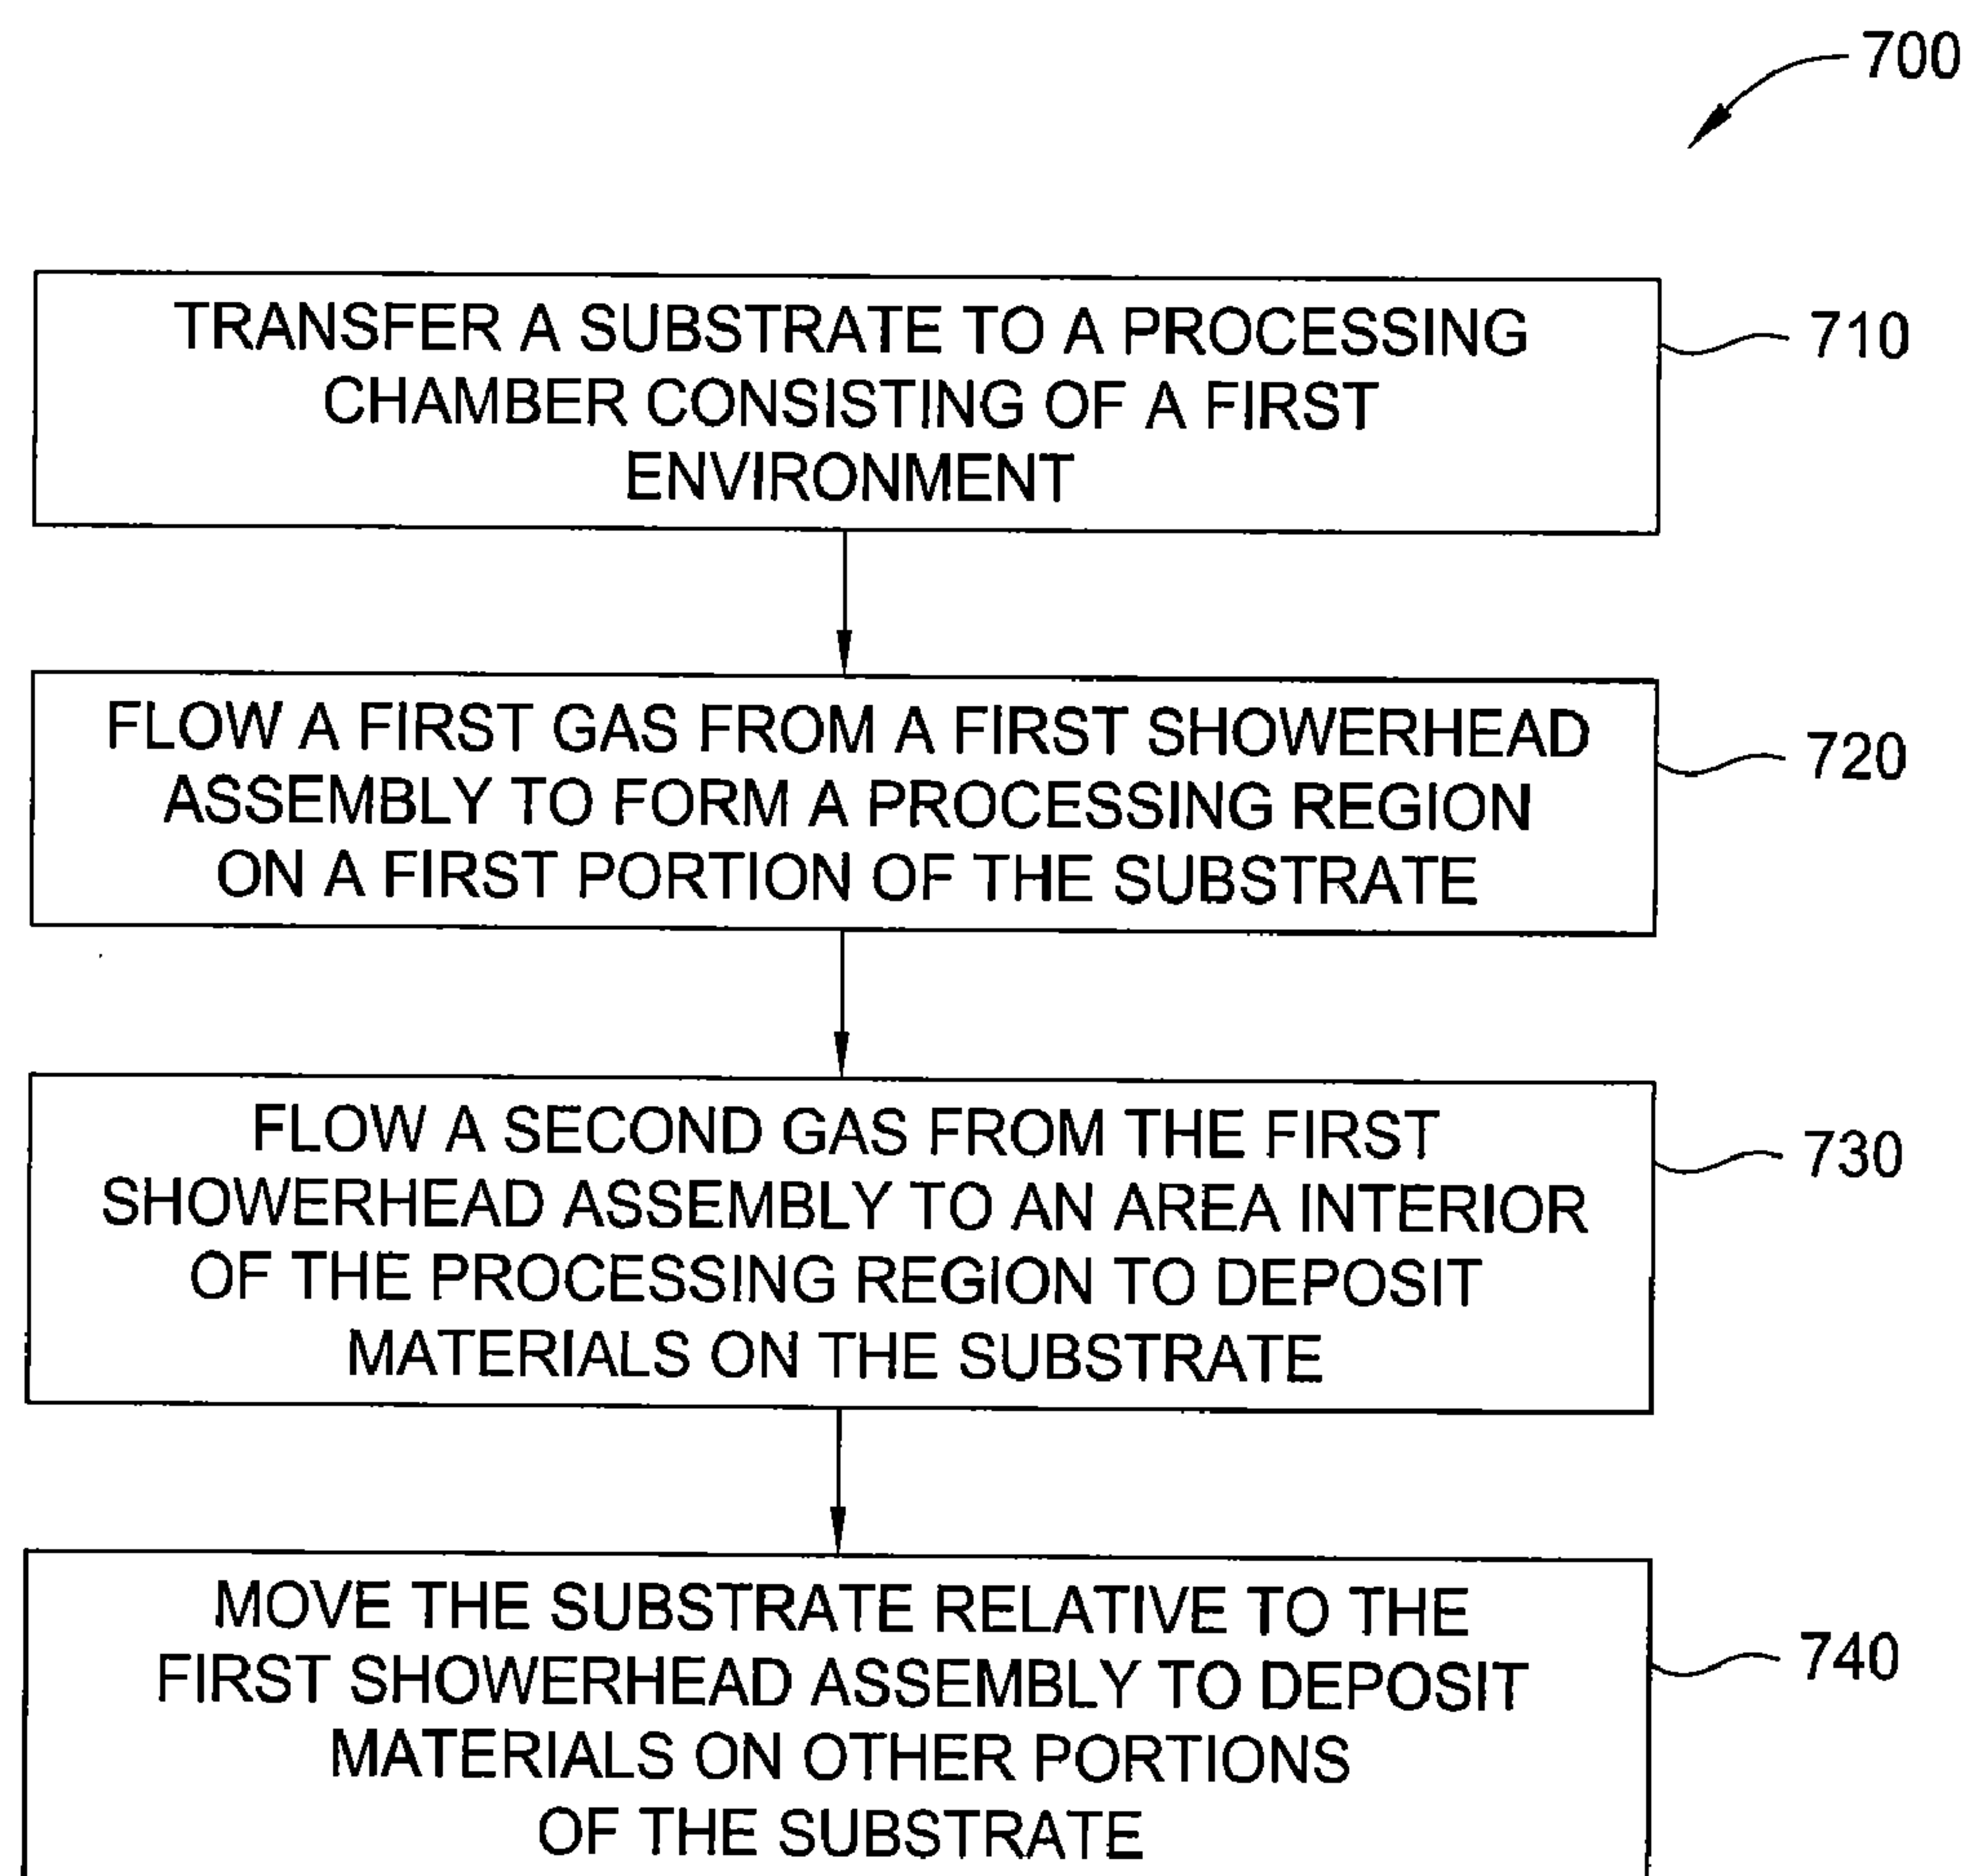 700
TRANSFER A SUBSTRATE TO A PROCESSING
CHAMBER CONSISTING OF A FIRST
ENVIRONMENT
710
FLOW A FIRST GAS FROM A FIRST SHOWERHEAD
ASSEMBLY TO FORM A PROCESSING REGION
ON A FIRST PORTION OF THE SUBSTRATE
720
FLOW A SECOND GAS FROM THE FIRST
SHOWERHEAD ASSEMBLY TO AN AREA INTERIOR
OF THE PROCESSING REGION TO DEPOSIT
MATERIALS ON THE SUBSTRATE
730
MOVE THE SUBSTRATE RELATIVE TO THE
FIRST SHOWERHEAD ASSEMBLY TO DEPOSIT
MATERIALS ON OTHER PORTIONS
OF THE SUBSTRATE
740